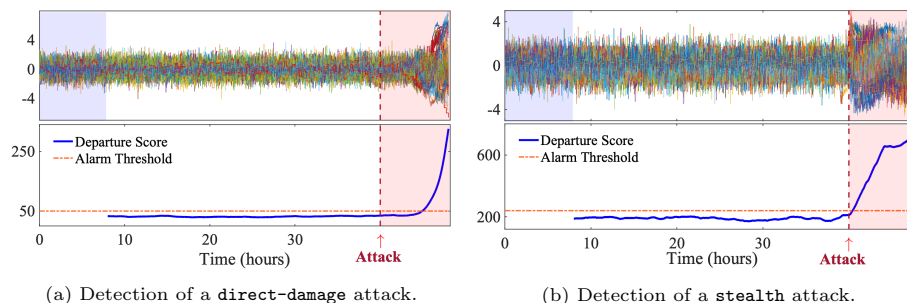 4
0
-4
Departure Score
Alarm Threshold
250
50
0 10 20 30
Time (hours)
↑
Attack
(a) Detection of a direct-damage attack.
4
0
-4
Departure Score
Alarm Threshold
600
200
0 10 20 30
Time (hours)
↑
Attack
(b) Detection of a stealth attack.